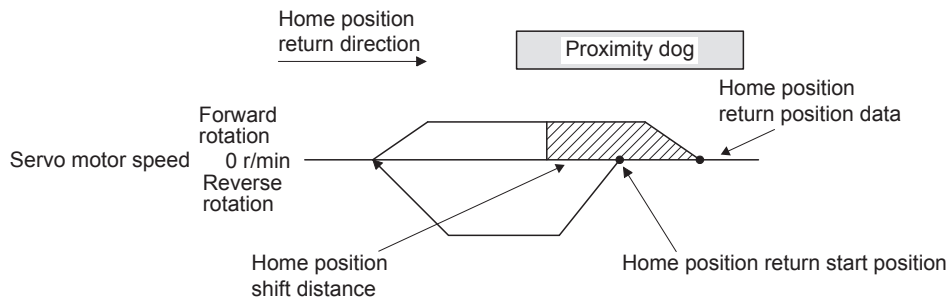 Home position
return direction
Proximity dog
Home position
return position data
Forward
rotation
Servo motor speed
0 r/min
Reverse
rotation
Home position
shift distance
Home position return start position